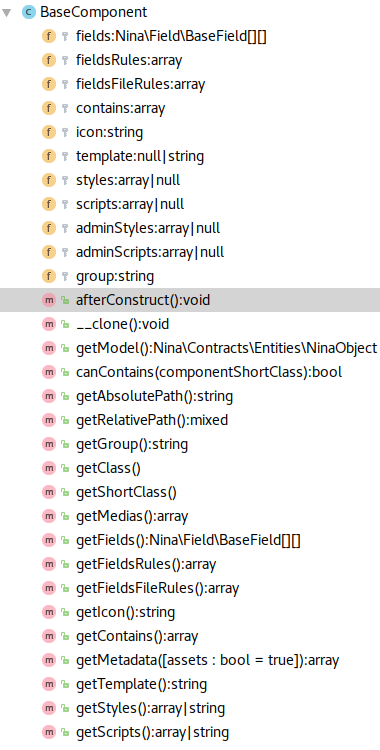 BaseComponent
fields:Nina\Field\BaseField[][]
fieldsRules:array
fieldsFileRules:array
contains:array
icon:string
template:null|string
styles:array|null
scripts:array|null
adminStyles:array|null
adminScripts:array|null
group:string
afterConstruct():void
__clone():void
getModel():Nina\Contracts\Entities\NinaObject
canContains(componentShortClass):bool
getAbsolutePath():string
getRelativePath():mixed
getGroup():string
getClass()
getShortClass()
getMedias():array
getFields():Nina\Field\BaseField[][]
getFieldsRules():array
getFieldsFileRules():array
getIcon():string
getContains():array
getMetadata([assets : bool = true]):array
getTemplate():string
getStyles():array|string
getScripts():array|string